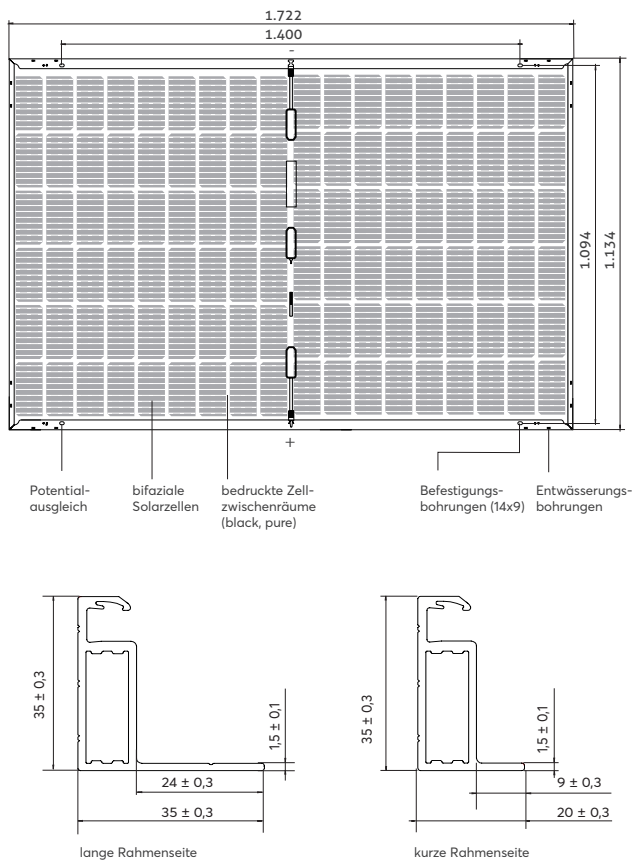 1.722
1.400
-
1.094
1.134
+
Potential-
ausgleich
bifaziale
Solarzellen
bedruckte Zell-
zwischenräume
(black, pure)
Befestigungs-
bohrungen (14x9)
Entwässerungs-
bohrungen
35 ± 0,3
1,5 ± 0,1
24 ± 0,3
35 ± 0,3
lange Rahmenseite
35 ± 0,3
1,5 ± 0,1
9 ± 0,3
20 ± 0,3
kurze Rahmenseite